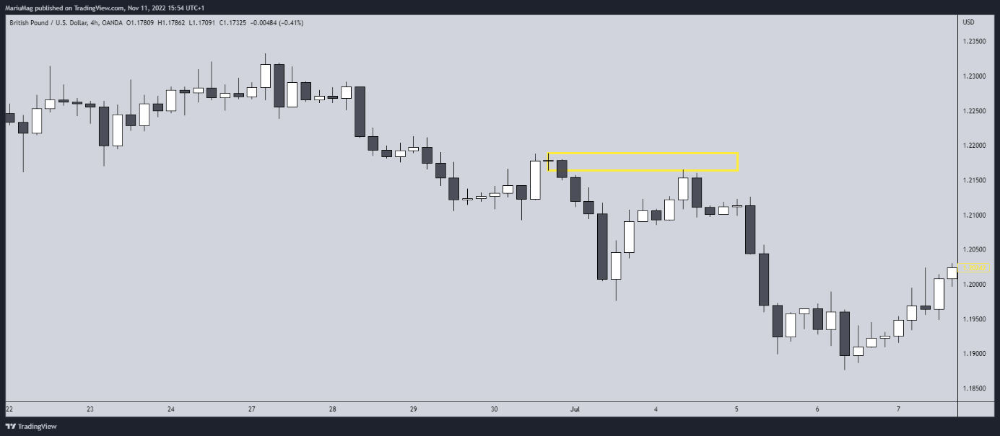 MariuMag published on TradingView.com, Nov 11, 2022 15:54 UTC+1
British Pound / U.S. Dollar, 4h, OANDA O1.17809 H1.17862 L1.17091 C1.17325 −0.00484 (−0.41%)
USD
1.23500
1.23000
1.22500
1.22000
1.21500
1.21000
1.20500
1.20000
1.19500
1.19000
1.18500
22 23 24 27 28 29 30 Jul 4 5 6 7
TradingView